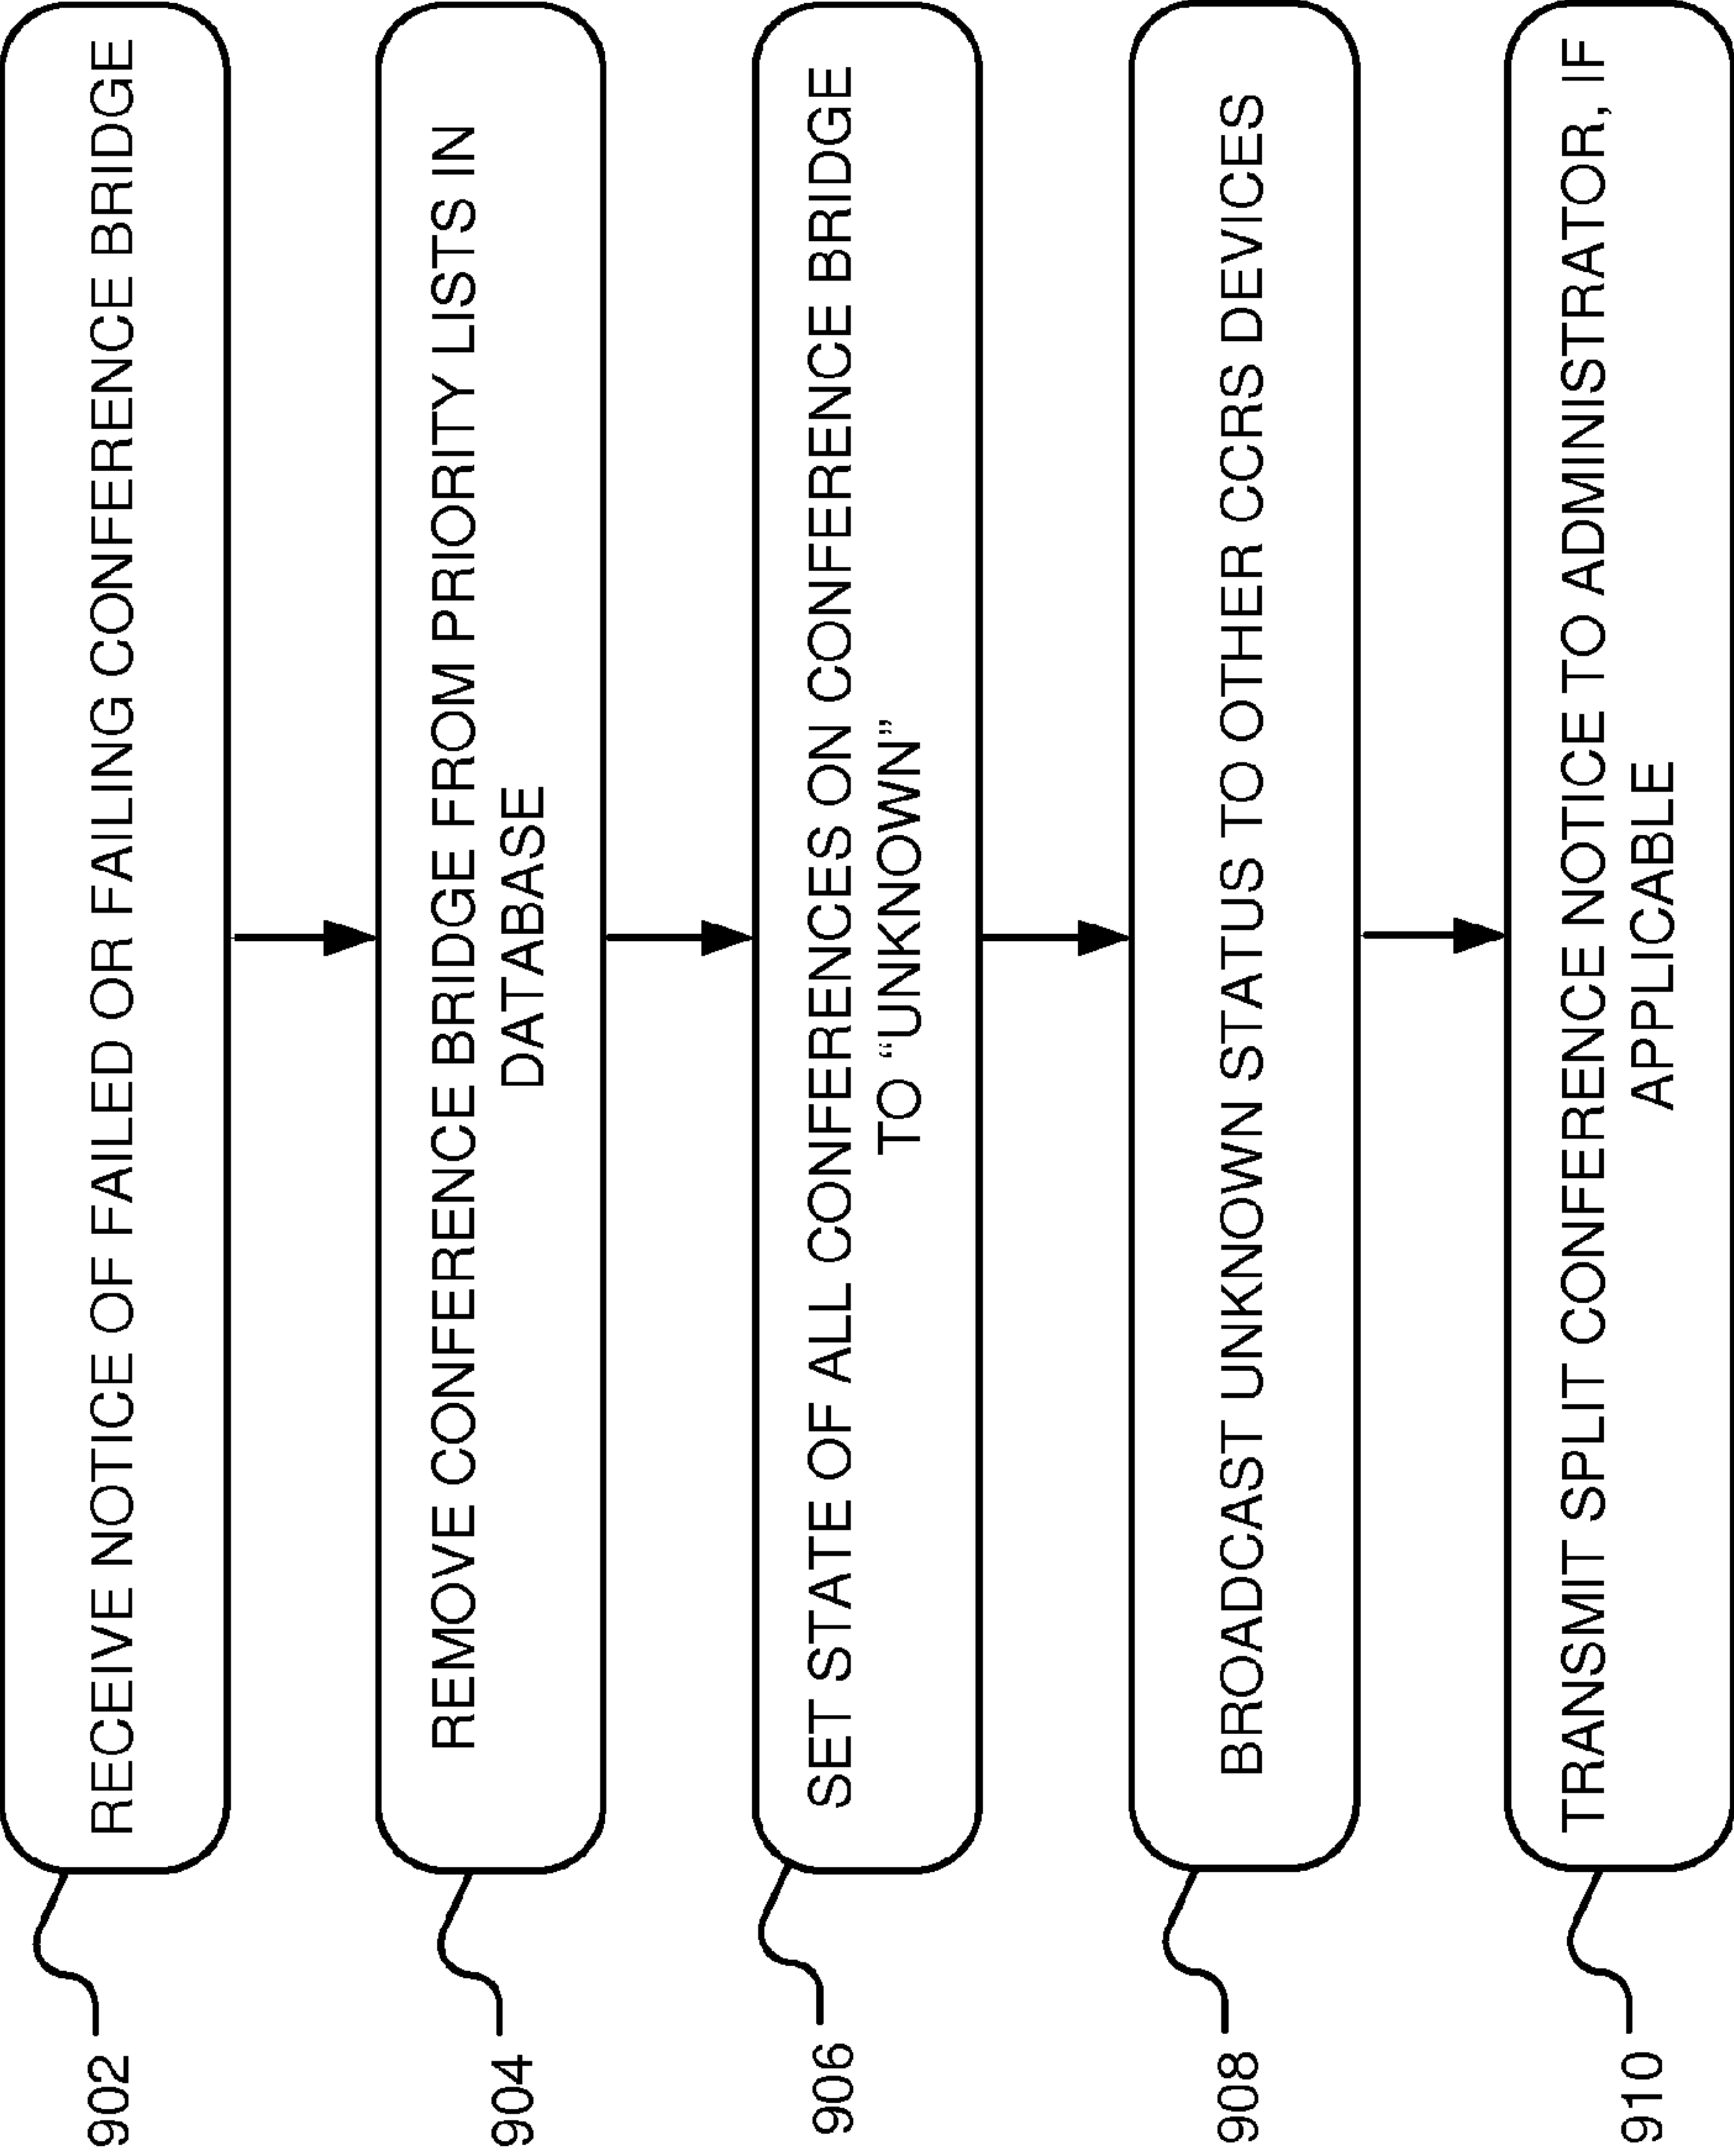 902
RECEIVE NOTICE OF FAILED OR FAILING CONFERENCE BRIDGE
904
REMOVE CONFERENCE BRIDGE FROM PRIORITY LISTS IN
DATABASE
906
SET STATE OF ALL CONFERENCES ON CONFERENCE BRIDGE
TO “UNKNOWN”
908
BROADCAST UNKNOWN STATUS TO OTHER CCRS DEVICES
910
TRANSMIT SPLIT CONFERENCE NOTICE TO ADMINISTRATOR, IF
APPLICABLE